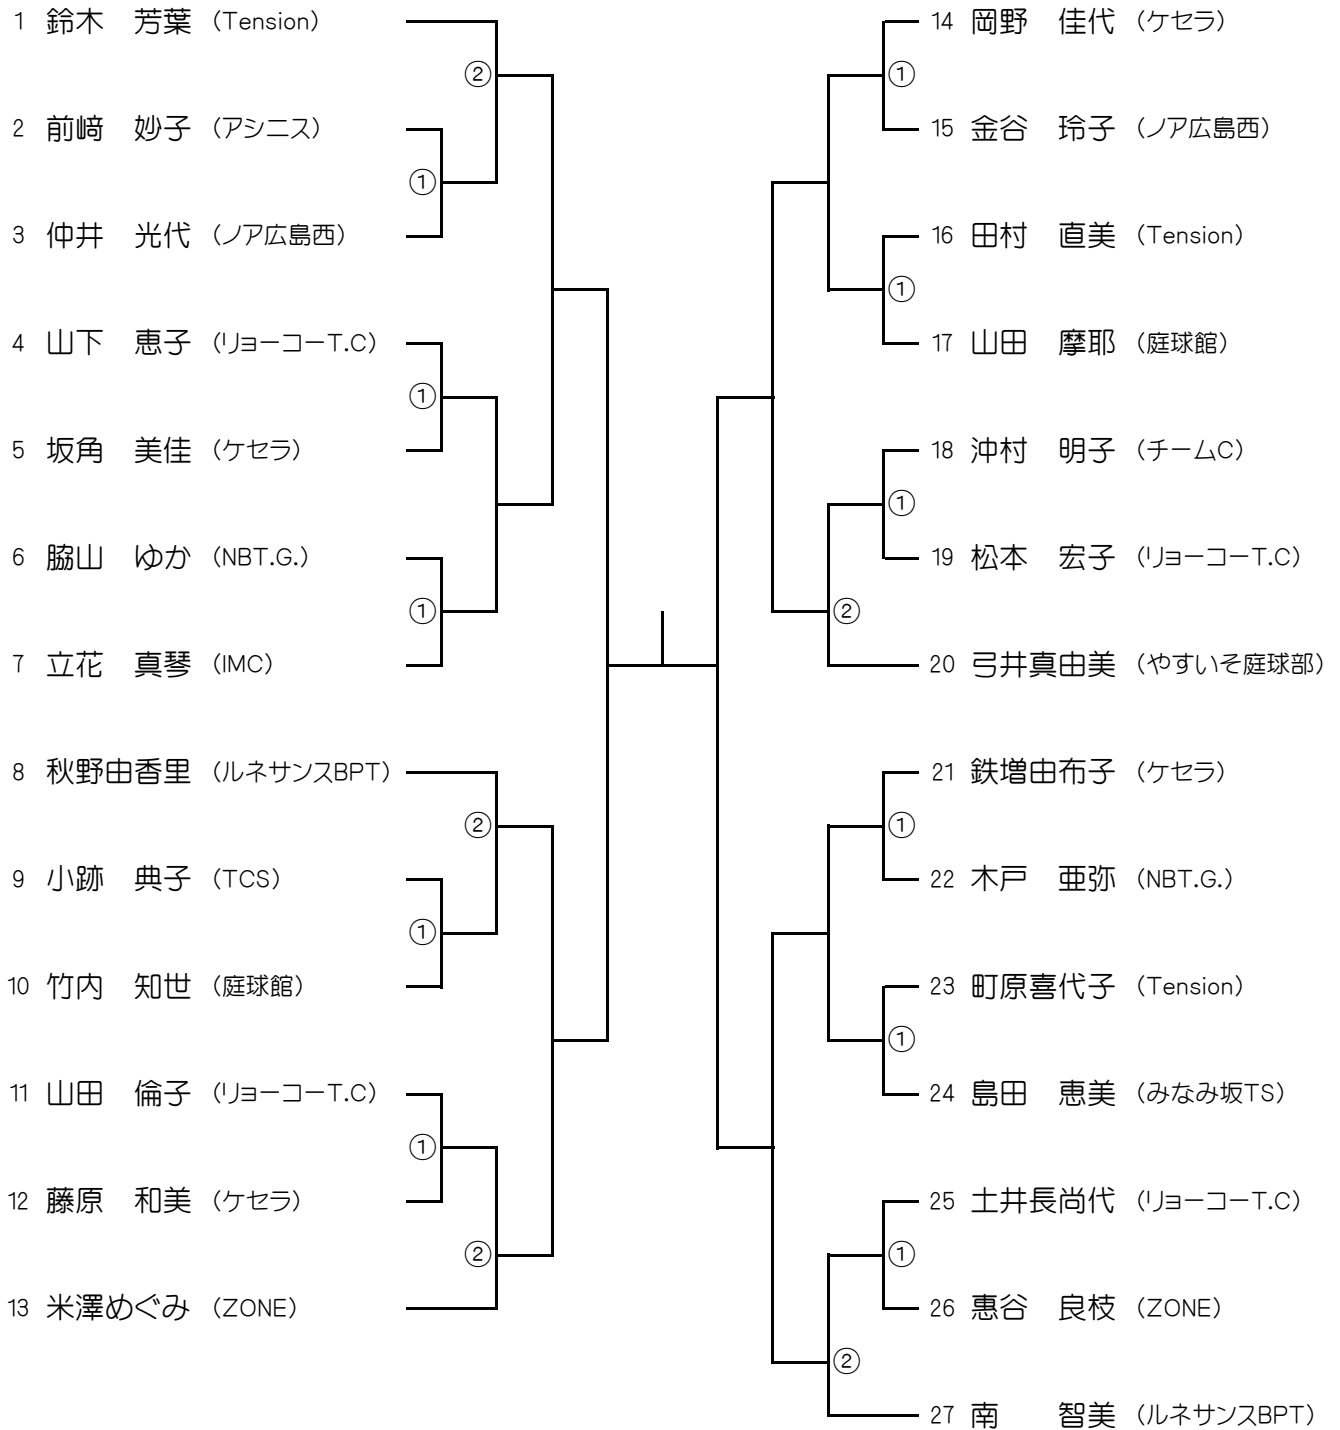 1 鈴木　芳葉 (Tension)
②
2 前﨑　妙子 (アシニス)
①
3 仲井　光代 (ノア広島西)
4 山下　恵子 (リョーコーT.C)
①
5 坂角　美佳 (ケセラ)
6 脇山　ゆか (NBT.G.)
①
7 立花　真琴 (IMC)
8 秋野由香里 (ルネサンスBPT)
②
9 小跡　典子 (TCS)
①
10 竹内　知世 (庭球館)
11 山田　倫子 (リョーコーT.C)
①
12 藤原　和美 (ケセラ)
②
13 米澤めぐみ (ZONE)
14 岡野　佳代 (ケセラ)
①
15 金谷　玲子 (ノア広島西)
16 田村　直美 (Tension)
①
17 山田　摩耶 (庭球館)
18 沖村　明子 (チームC)
①
19 松本　宏子 (リョーコーT.C)
②
20 弓井真由美 (やすいそ庭球部)
21 鉄増由布子 (ケセラ)
①
22 木戸　亜弥 (NBT.G.)
23 町原喜代子 (Tension)
①
24 島田　恵美 (みなみ坂TS)
25 土井長尚代 (リョーコーT.C)
①
26 惠谷　良枝 (ZONE)
②
27 南　　智美 (ルネサンスBPT)